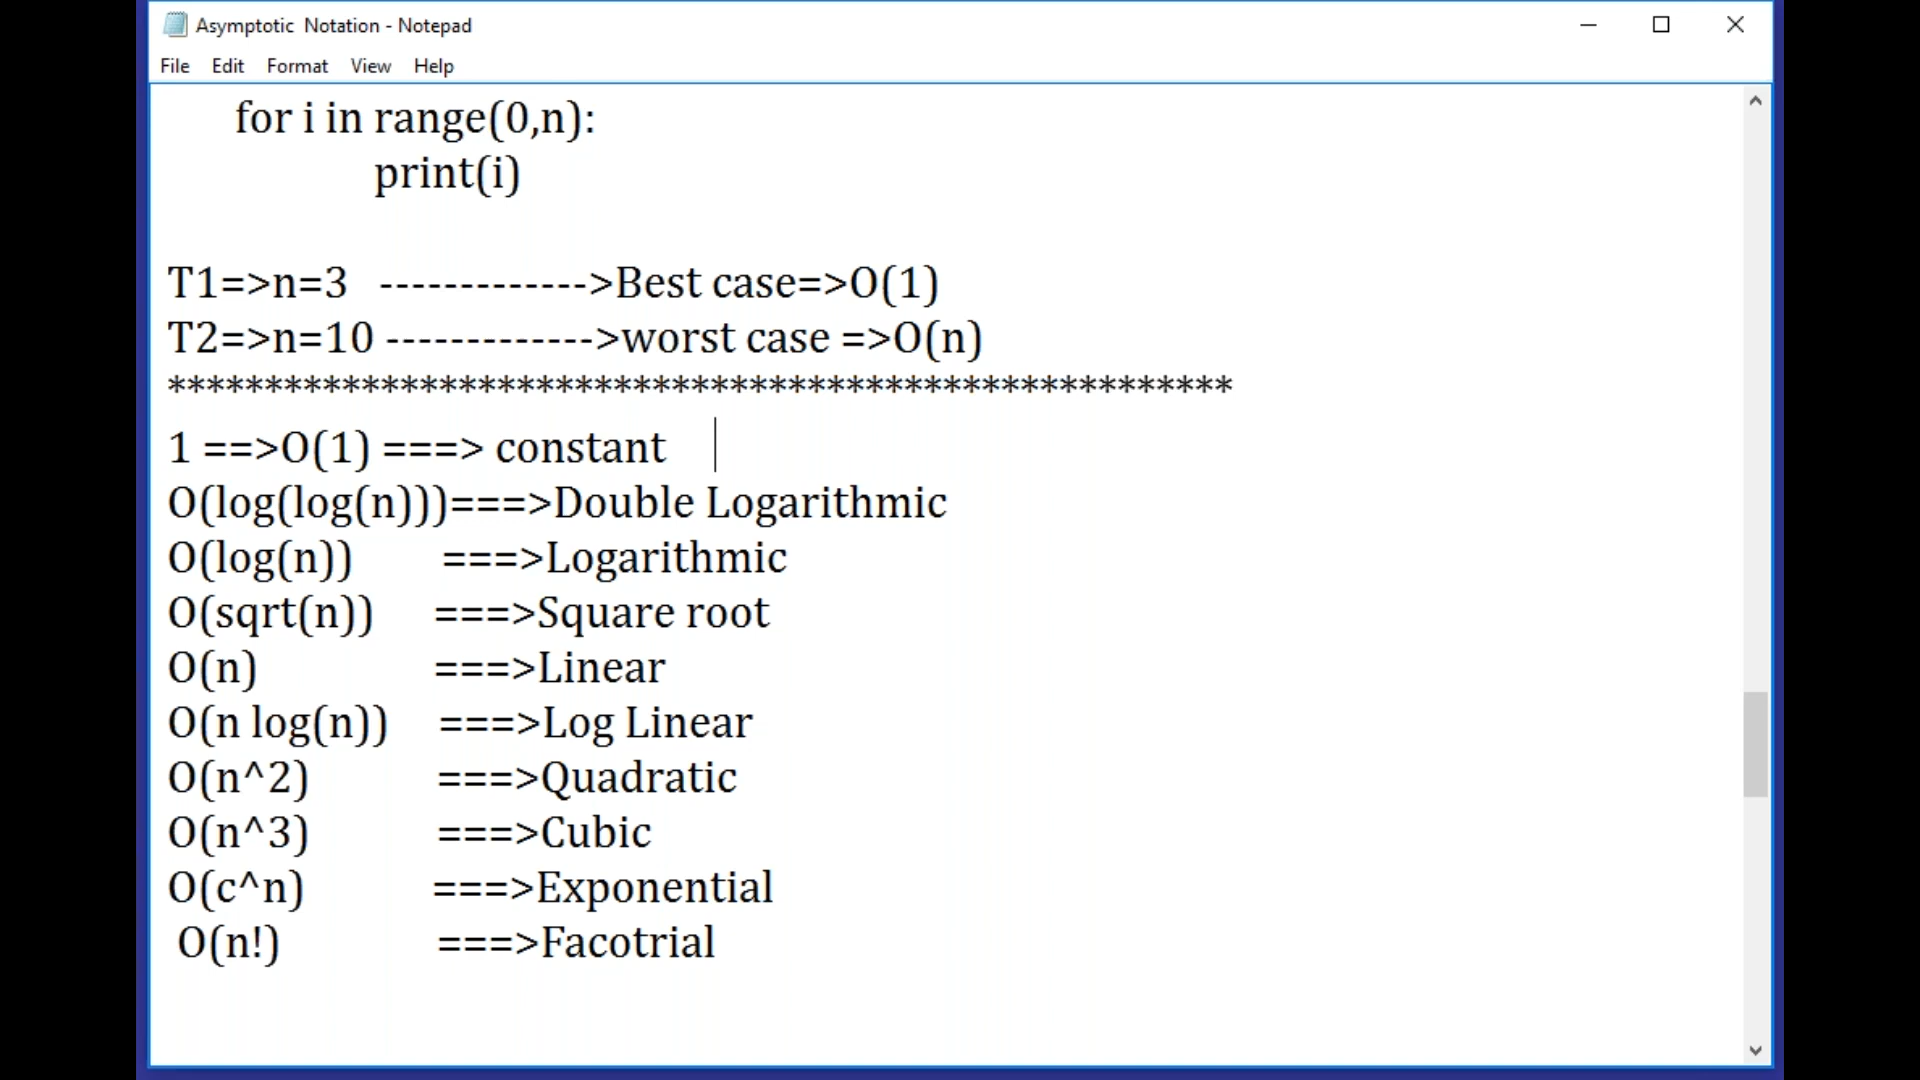 Asymptotic Notation - Notepad
File Edit Format View Help
for i in range(0,n):
print(i)
T1=>n=3 ------------->Best case=>O(1)
T2=>n=10 ------------->worst case =>O(n)
*******************************************************
1 ==>O(1) ===> constant
O(log(log(n)))===>Double Logarithmic
O(log(n)) ===>Logarithmic
O(sqrt(n)) ===>Square root
O(n) ===>Linear
O(n log(n)) ===>Log Linear
O(n^2) ===>Quadratic
O(n^3) ===>Cubic
O(c^n) ===>Exponential
O(n!) ===>Facotrial